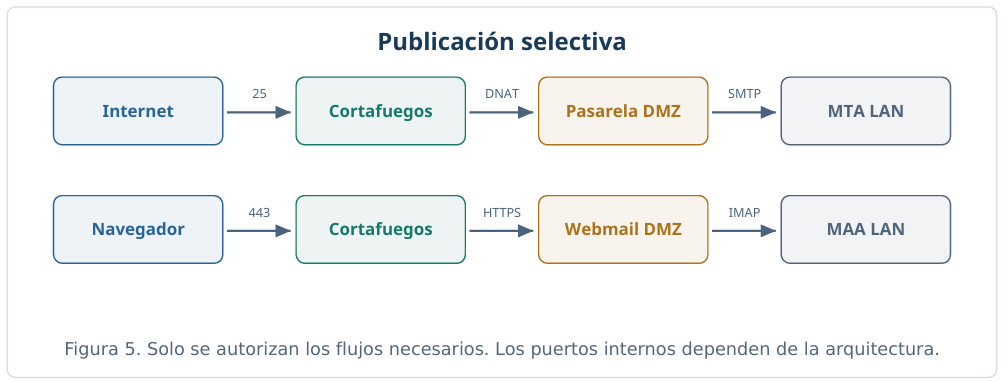 Publicación selectiva
Internet 25 Cortafuegos DNAT Pasarela DMZ SMTP MTA LAN
Navegador 443 Cortafuegos HTTPS Webmail DMZ IMAP MAA LAN
Figura 5. Solo se autorizan los flujos necesarios. Los puertos internos dependen de la arquitectura.